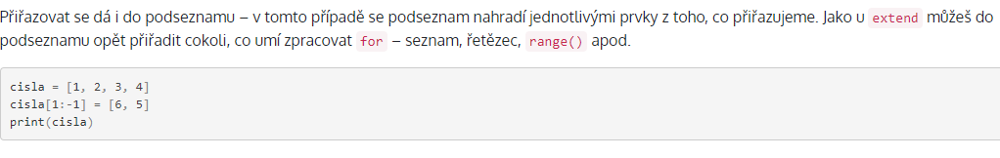 Přiřazovat se dá i do podseznamu – v tomto případě se podseznam nahradí jednotlivými prvky z toho, co přiřazujeme. Jako u extend můžeš do
podseznamu opět přiřadit cokoli, co umí zpracovat for – seznam, řetězec, range() apod.
cisla = [1, 2, 3, 4]
cisla[1:-1] = [6, 5]
print(cisla)